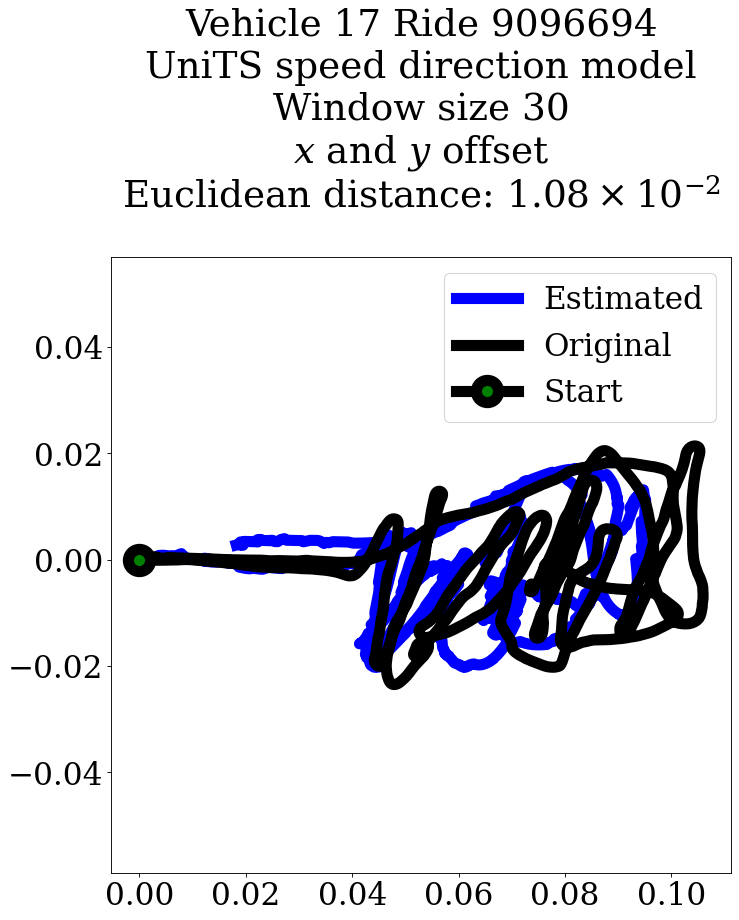 Vehicle 17 Ride 9096694
UniTS speed direction model
Window size 30
x and y offset
Euclidean distance: 1.08 × 10⁻²
Estimated
Original
Start
0.04
0.02
0.00
−0.02
−0.04
0.00 0.02 0.04 0.06 0.08 0.10